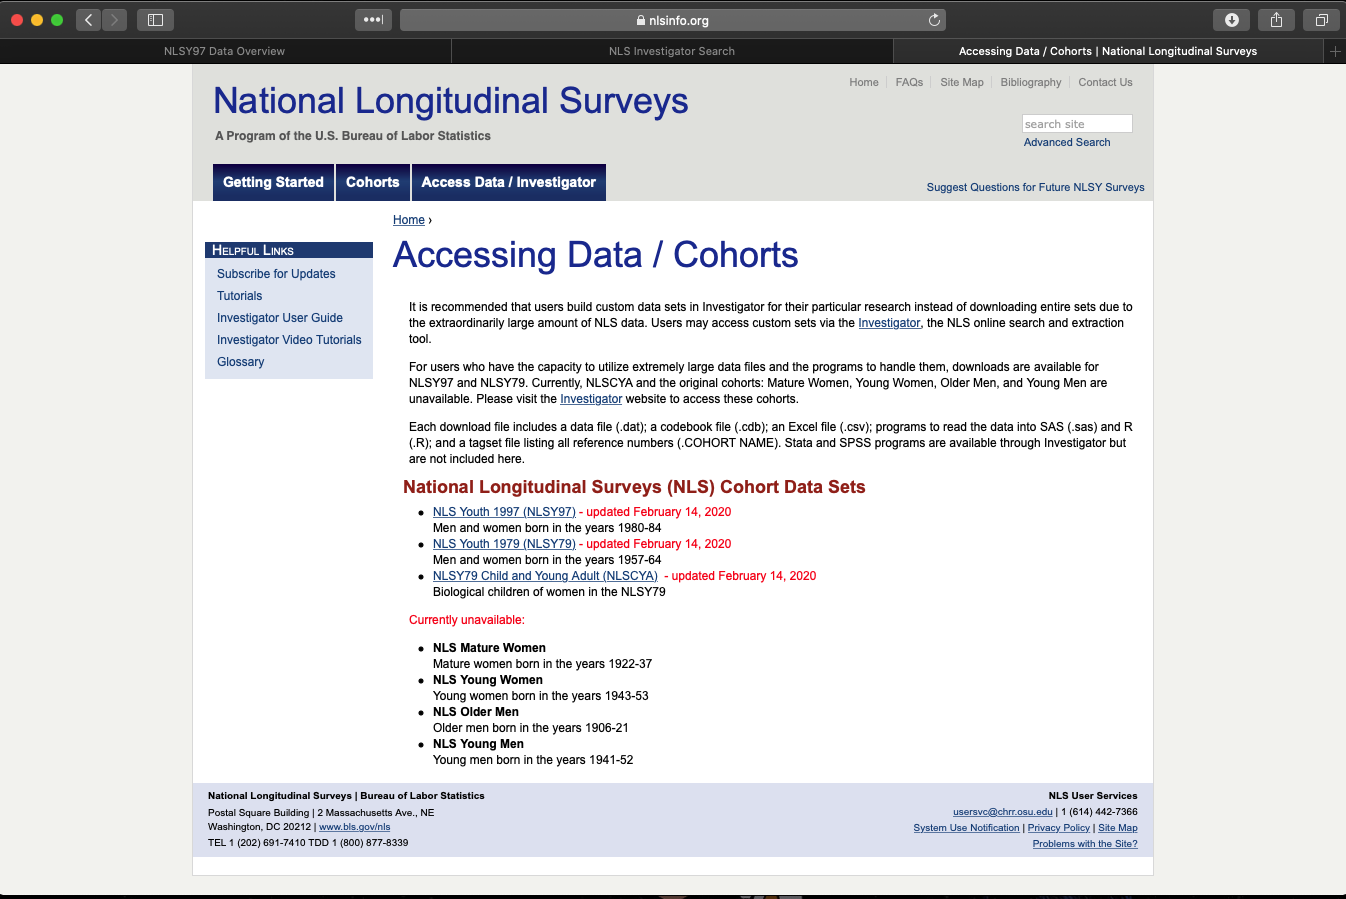 nlsinfo.org
NLSY97 Data Overview
NLS Investigator Search
Accessing Data / Cohorts | National Longitudinal Surveys
Home
FAQs
Site Map
Bibliography
Contact Us
National Longitudinal Surveys
A Program of the U.S. Bureau of Labor Statistics
search site
Advanced Search
Getting Started
Cohorts
Access Data / Investigator
Suggest Questions for Future NLSY Surveys
Home ›
HELPFUL LINKS
Subscribe for Updates
Tutorials
Investigator User Guide
Investigator Video Tutorials
Glossary
Accessing Data / Cohorts
It is recommended that users build custom data sets in Investigator for their particular research instead of downloading entire sets due to
the extraordinarily large amount of NLS data. Users may access custom sets via the Investigator, the NLS online search and extraction
tool.
For users who have the capacity to utilize extremely large data files and the programs to handle them, downloads are available for
NLSY97 and NLSY79. Currently, NLSCYA and the original cohorts: Mature Women, Young Women, Older Men, and Young Men are
unavailable. Please visit the Investigator website to access these cohorts.
Each download file includes a data file (.dat); a codebook file (.cdb); an Excel file (.csv); programs to read the data into SAS (.sas) and R
(.R); and a tagset file listing all reference numbers (.COHORT NAME). Stata and SPSS programs are available through Investigator but
are not included here.
National Longitudinal Surveys (NLS) Cohort Data Sets
• NLS Youth 1997 (NLSY97) - updated February 14, 2020
Men and women born in the years 1980-84
• NLS Youth 1979 (NLSY79) - updated February 14, 2020
Men and women born in the years 1957-64
• NLSY79 Child and Young Adult (NLSCYA) - updated February 14, 2020
Biological children of women in the NLSY79
Currently unavailable:
• NLS Mature Women
Mature women born in the years 1922-37
• NLS Young Women
Young women born in the years 1943-53
• NLS Older Men
Older men born in the years 1906-21
• NLS Young Men
Young men born in the years 1941-52
National Longitudinal Surveys | Bureau of Labor Statistics
Postal Square Building | 2 Massachusetts Ave., NE
Washington, DC 20212 | www.bls.gov/nls
TEL 1 (202) 691-7410 TDD 1 (800) 877-8339
NLS User Services
usersvc@chrr.osu.edu | 1 (614) 442-7366
System Use Notification | Privacy Policy | Site Map
Problems with the Site?